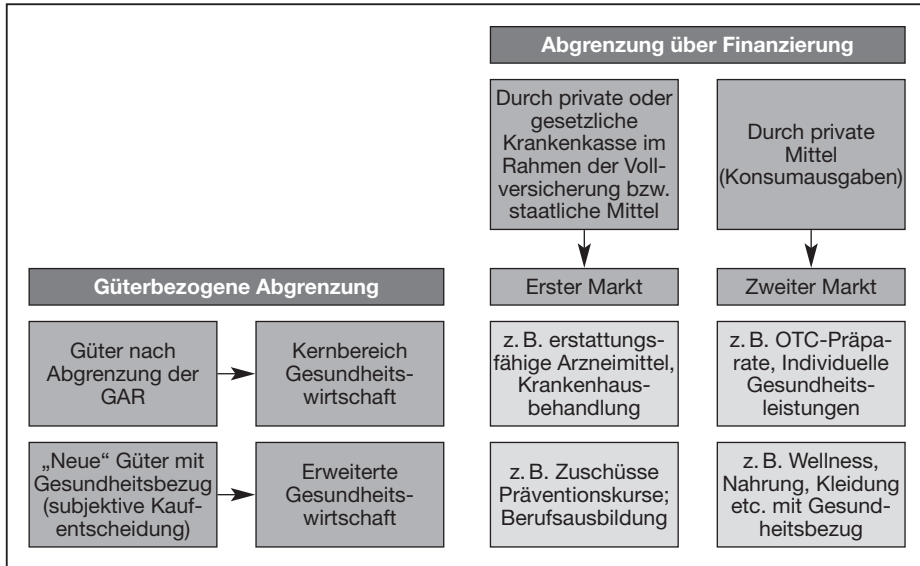 Abgrenzung über Finanzierung
Durch private oder
gesetzliche
Krankenkasse im
Rahmen der Voll-
versicherung bzw.
staatliche Mittel
Durch private
Mittel
(Konsumausgaben)
Güterbezogene Abgrenzung
Erster Markt
Zweiter Markt
Güter nach
Abgrenzung der
GAR
Kernbereich
Gesundheits-
wirtschaft
z. B. erstattungs-
fähige Arzneimittel,
Krankenhaus-
behandlung
z. B. OTC-Präpa-
rate, Individuelle
Gesundheits-
leistungen
„Neue“ Güter mit
Gesundheitsbezug
(subjektive Kauf-
entscheidung)
Erweiterte
Gesundheits-
wirtschaft
z. B. Zuschüsse
Präventionskurse;
Berufsausbildung
z. B. Wellness,
Nahrung, Kleidung
etc. mit Gesund-
heitsbezug